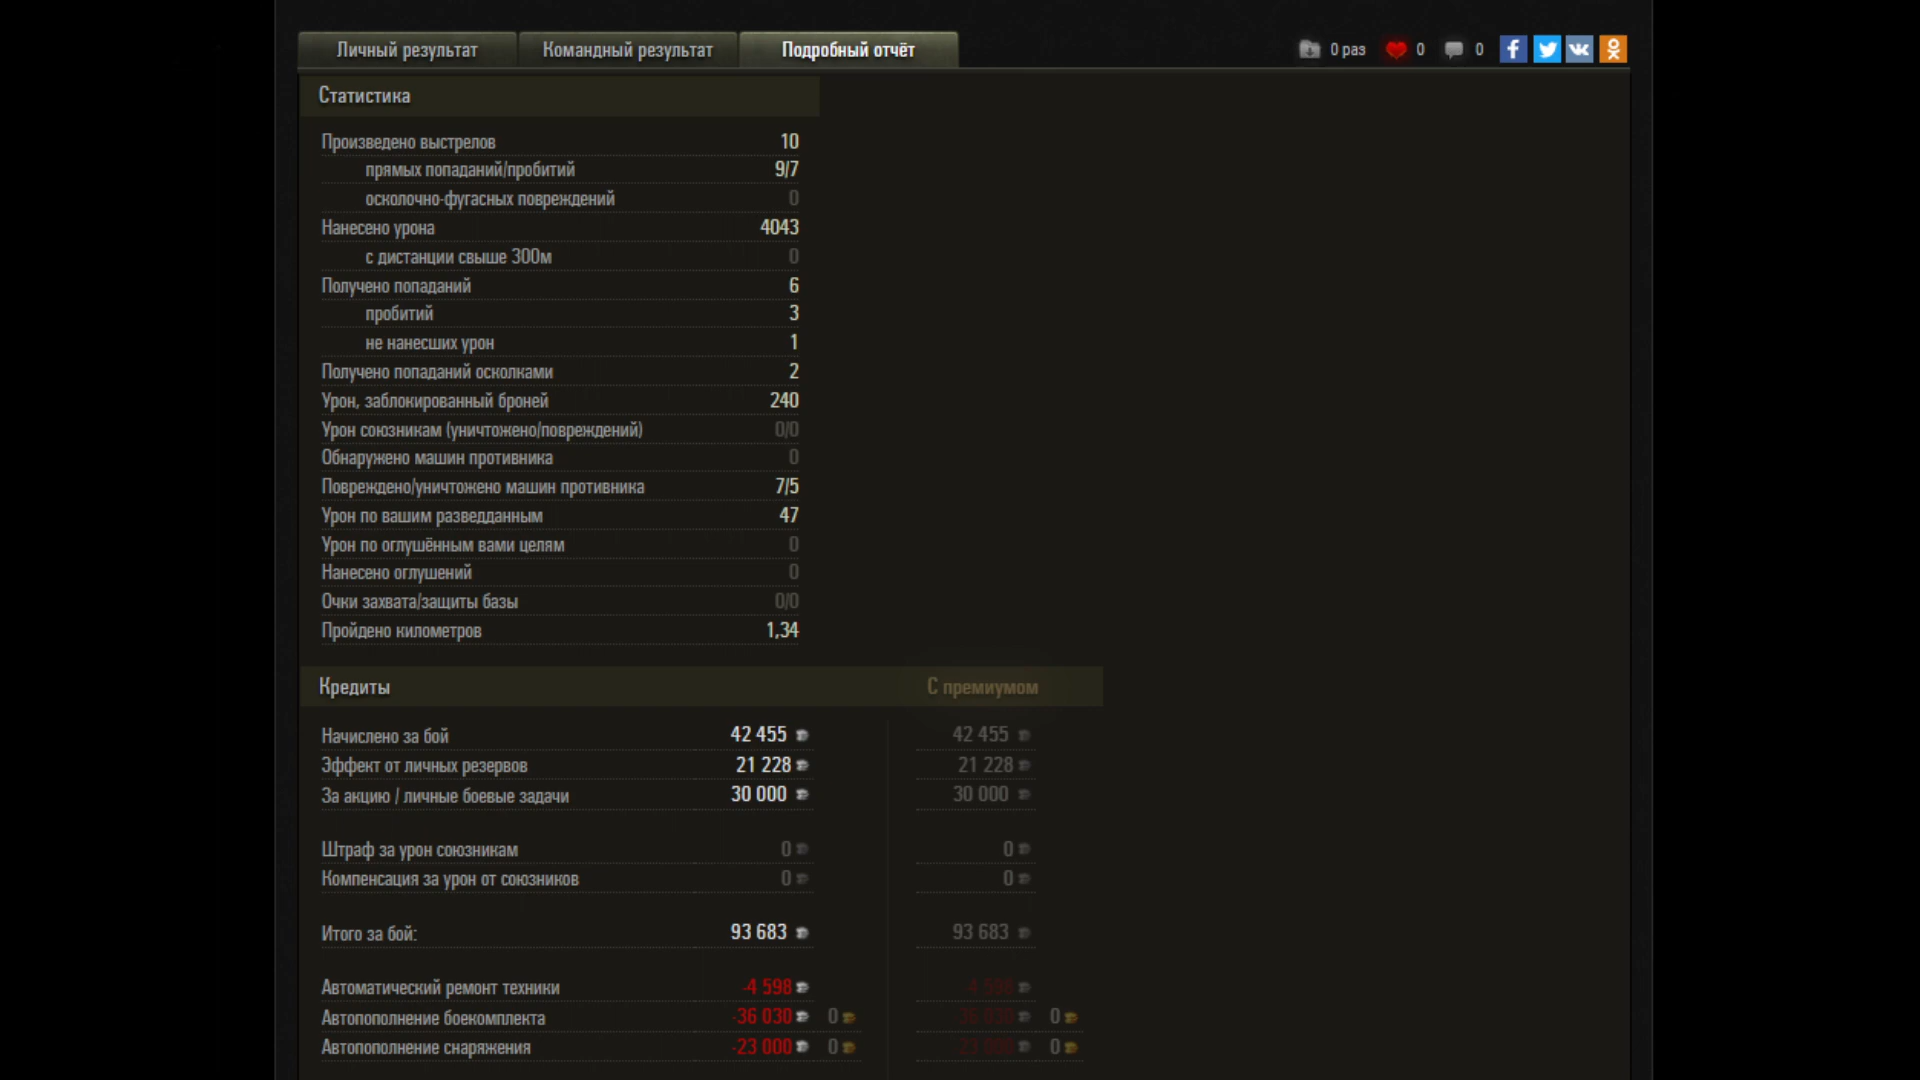 Личный результат Командный результат Подробный отчёт 0 раз 0 0
Статистика
Произведено выстрелов 10
прямых попаданий/пробитий 9/7
осколочно-фугасных повреждений 0
Нанесено урона 4043
с дистанции свыше 300м 0
Получено попаданий 6
пробитий 3
не нанесших урон 1
Получено попаданий осколками 2
Урон, заблокированный броней 240
Урон союзникам (уничтожено/повреждений) 0/0
Обнаружено машин противника 0
Повреждено/уничтожено машин противника 7/5
Урон по вашим разведданным 47
Урон по оглушённым вами целям 0
Нанесено оглушений 0
Очки захвата/защиты базы 0/0
Пройдено километров 1,34
Кредиты С премиумом
Начислено за бой 42 455 42 455
Эффект от личных резервов 21 228 21 228
За акцию / личные боевые задачи 30 000 30 000
Штраф за урон союзникам 0 0
Компенсация за урон от союзников 0 0
Итого за бой: 93 683 93 683
Автоматический ремонт техники -4 598 -4 598
Автопополнение боекомплекта -36 030 0 -36 030 0
Автопополнение снаряжения -23 000 0 -23 000 0